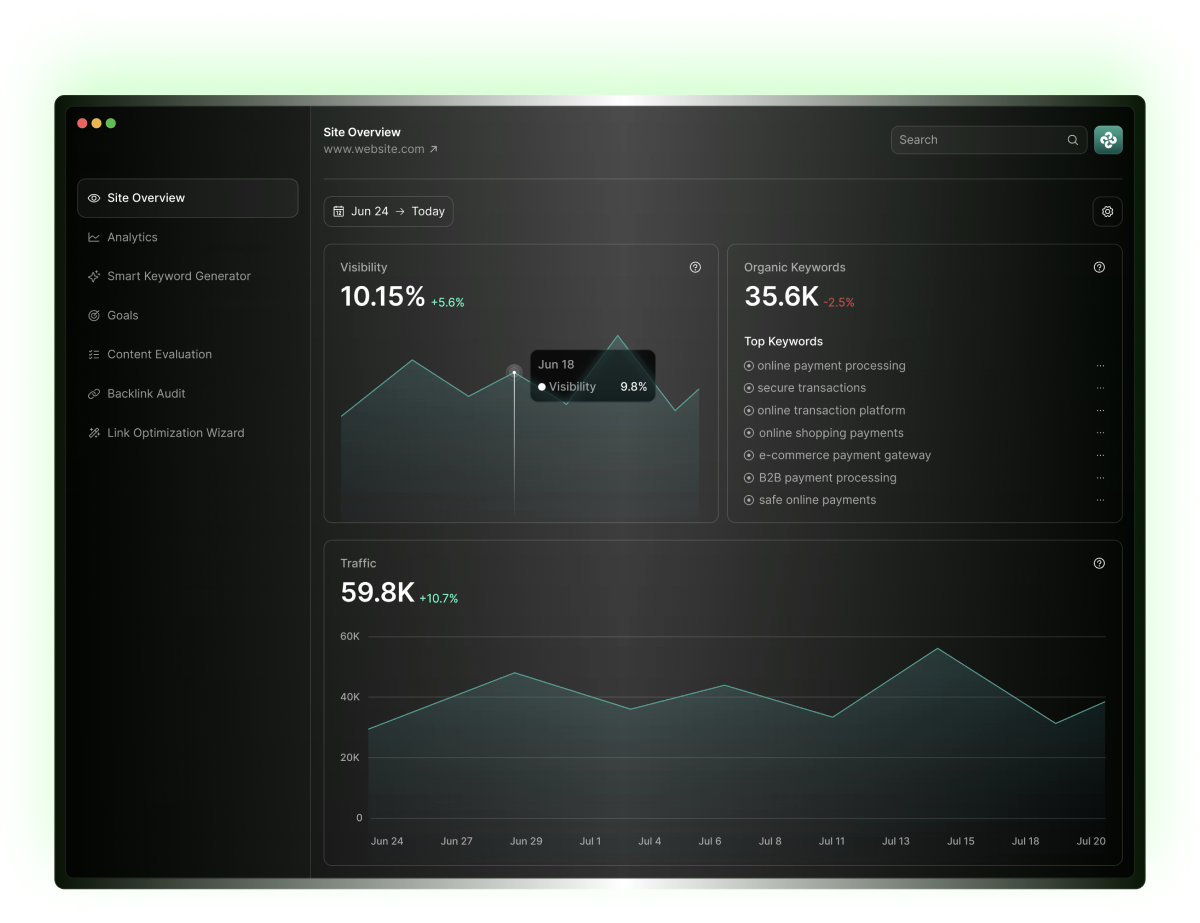 Site Overview
www.website.com
Search
Site Overview
Analytics
Smart Keyword Generator
Goals
Content Evaluation
Backlink Audit
Link Optimization Wizard
12
Jun 24 → Today
Visibility
10.15% +5.6%
Jun 18
Visibility 9.8%
Organic Keywords
35.6K -2.5%
Top Keywords
online payment processing ...
secure transactions ...
online transaction platform ...
online shopping payments ...
e-commerce payment gateway ...
B2B payment processing ...
safe online payments ...
Traffic
59.8K +10.7%
60K
40K
20K
0
Jun 24 Jun 27 Jun 29 Jul 1 Jul 4 Jul 6 Jul 8 Jul 11 Jul 13 Jul 15 Jul 18 Jul 20